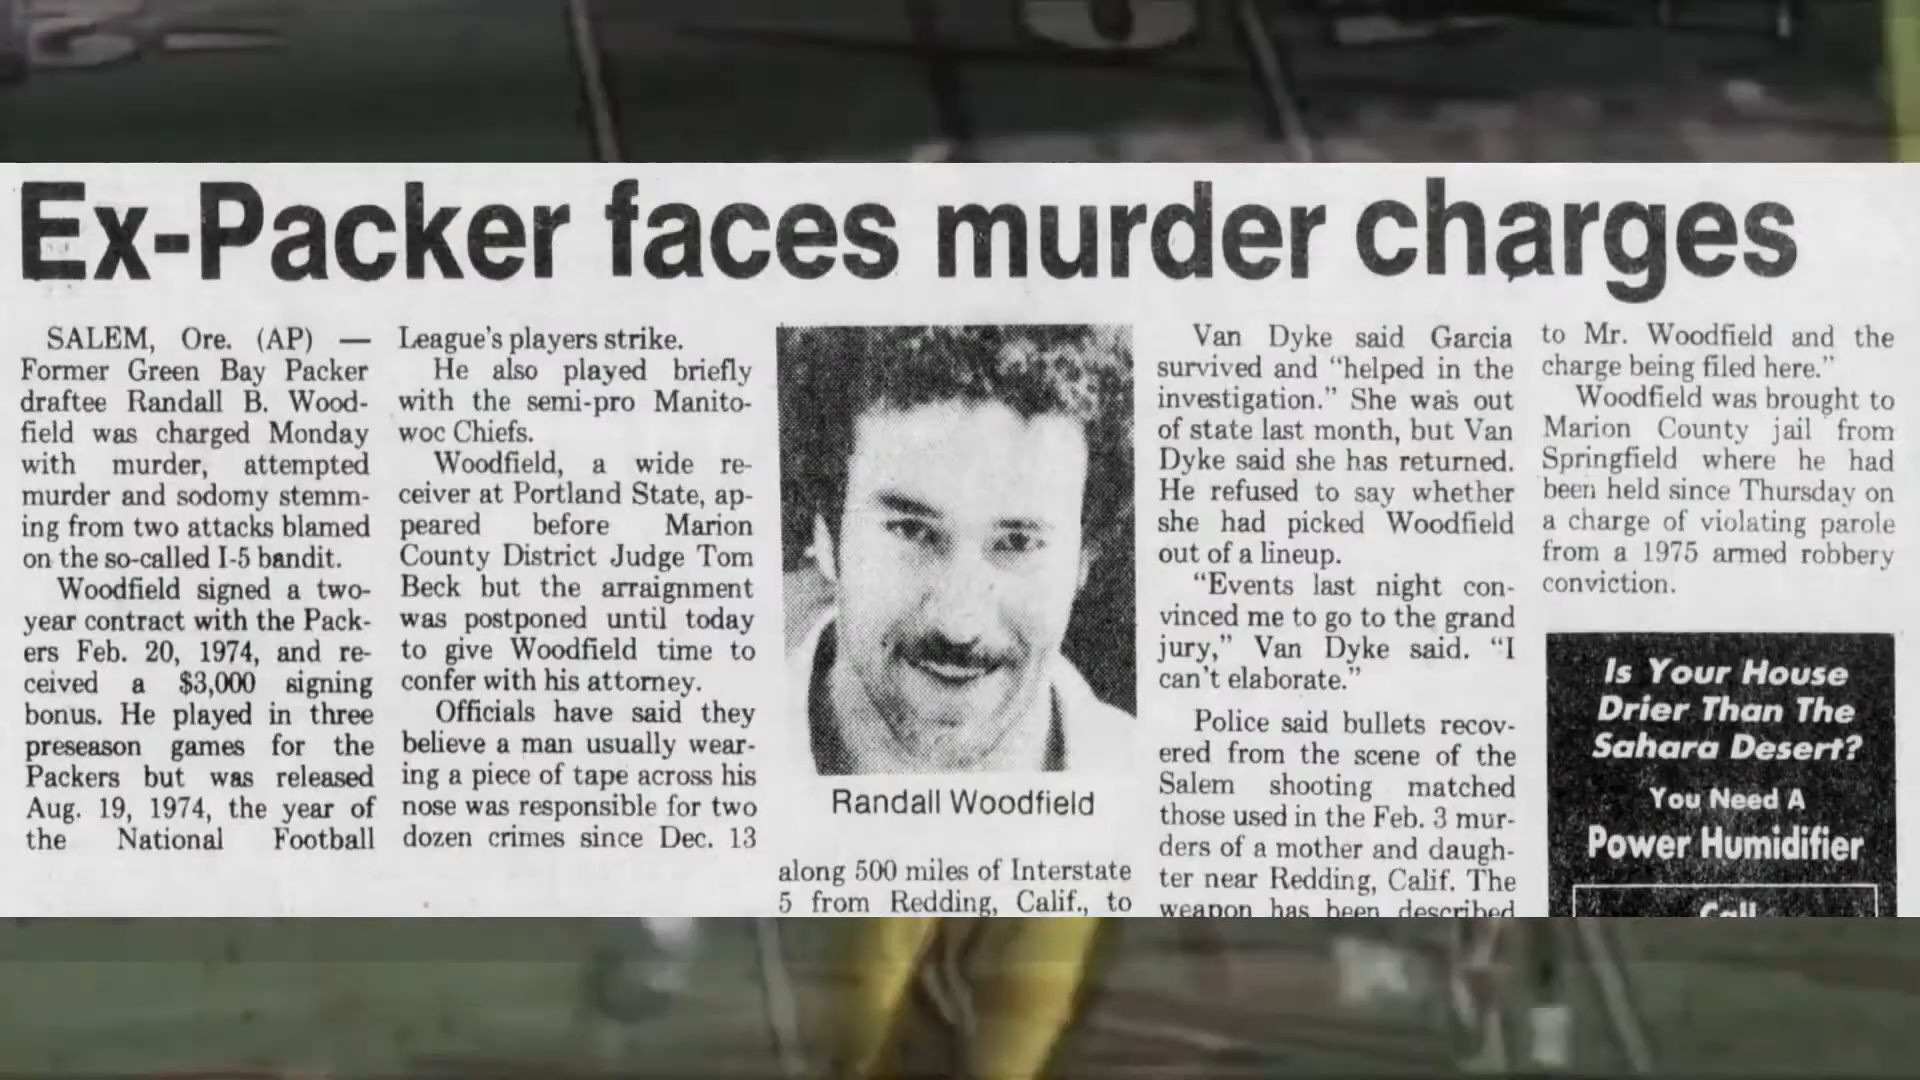 Ex-Packer faces murder charges
SALEM, Ore. (AP) —
Former Green Bay Packer
draftee Randall B. Wood-
field was charged Monday
with murder, attempted
murder and sodomy stemm-
ing from two attacks blamed
on the so-called I-5 bandit.
Woodfield signed a two-
year contract with the Pack-
ers Feb. 20, 1974, and re-
ceived a $3,000 signing
bonus. He played in three
preseason games for the
Packers but was released
Aug. 19, 1974, the year of
the National Football
League's players strike.
He also played briefly
with the semi-pro Manito-
woc Chiefs.
Woodfield, a wide re-
ceiver at Portland State, ap-
peared before Marion
County District Judge Tom
Beck but the arraignment
was postponed until today
to give Woodfield time to
confer with his attorney.
Officials have said they
believe a man usually wear-
ing a piece of tape across his
nose was responsible for two
dozen crimes since Dec. 13
Randall Woodfield
along 500 miles of Interstate
5 from Redding, Calif., to
Van Dyke said Garcia
survived and "helped in the
investigation." She was out
of state last month, but Van
Dyke said she has returned.
He refused to say whether
she had picked Woodfield
out of a lineup.
"Events last night con-
vinced me to go to the grand
jury," Van Dyke said. "I
can't elaborate."
Police said bullets recov-
ered from the scene of the
Salem shooting matched
those used in the Feb. 3 mur-
ders of a mother and daugh-
ter near Redding, Calif. The
weapon has been described
to Mr. Woodfield and the
charge being filed here."
Woodfield was brought to
Marion County jail from
Springfield where he had
been held since Thursday on
a charge of violating parole
from a 1975 armed robbery
conviction.
Is Your House
Drier Than The
Sahara Desert?
You Need A
Power Humidifier
Call